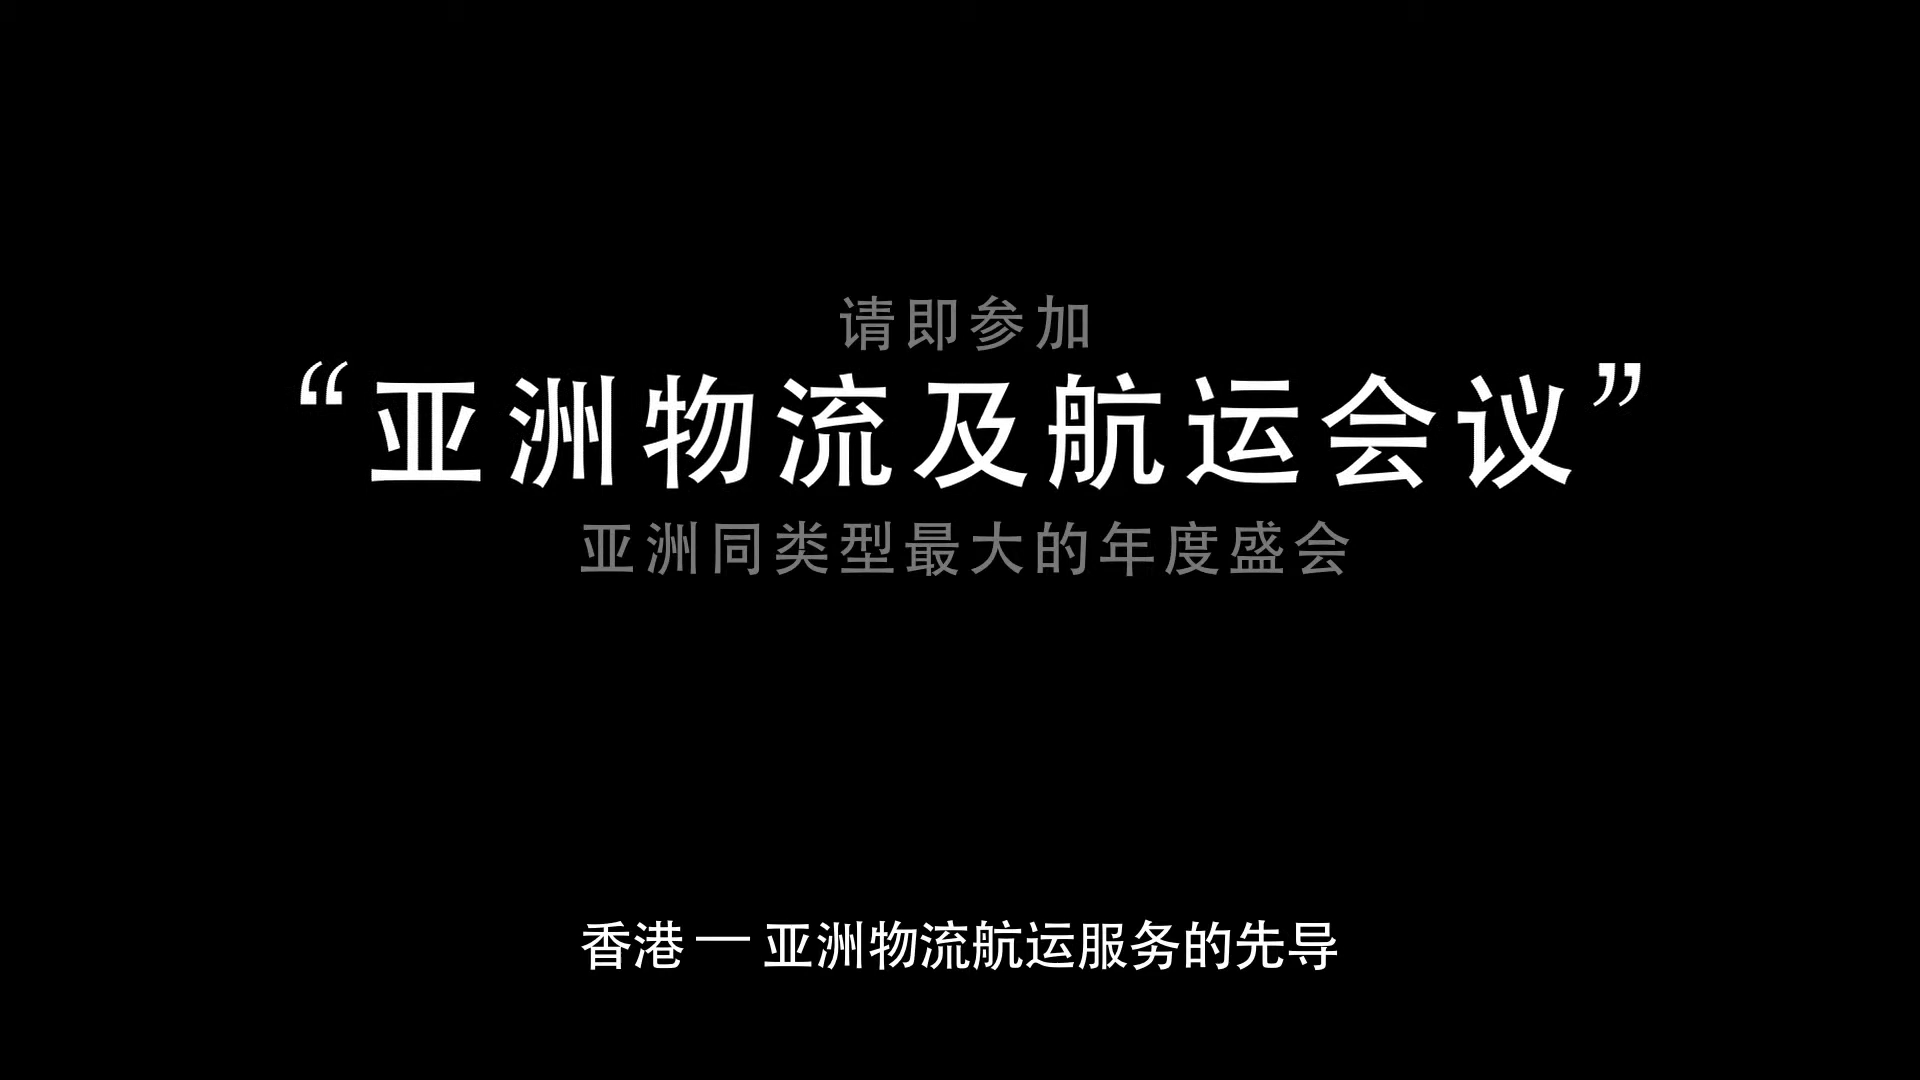 请即参加
“亚洲物流及航运会议”
亚洲同类型最大的年度盛会
香港 — 亚洲物流航运服务的先导